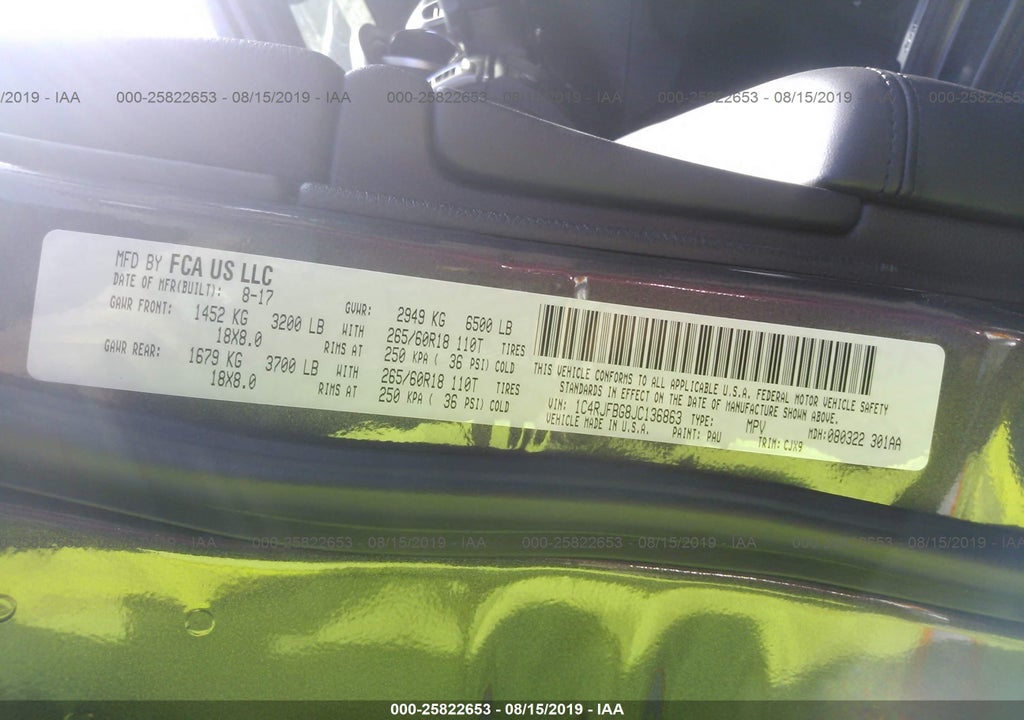 /2019 - IAA 000-25822653 - 08/15/2019 - IAA 000-25822653 - 08/15/2019 - IAA 000-25822653 - 08/15/2019 - IAA 000-25822653
MFD BY FCA US LLC
DATE OF MFR(BUILT): 8-17 GVWR: 2949 KG 6500 LB
GAWR FRONT: 1452 KG 3200 LB WITH 265/60R18 110T TIRES
18X8.0 RIMS AT 250 KPA ( 36 PSI) COLD
GAWR REAR: 1679 KG 3700 LB WITH 265/60R18 110T TIRES
18X8.0 RIMS AT 250 KPA ( 36 PSI) COLD
THIS VEHICLE CONFORMS TO ALL APPLICABLE U.S.A. FEDERAL MOTOR VEHICLE SAFETY
STANDARDS IN EFFECT ON THE DATE OF MANUFACTURE SHOWN ABOVE.
VIN: 1C4RJFBG8JC136863 TYPE: MPV MDH:080322 301AA
VEHICLE MADE IN U.S.A. PAINT: PAU TRIM: CJX9
000-25822653 - 08/15/2019 - IAA 000-25822653 - 08/15/2019 - IAA 000-25822653 - 08/15/2019 - IAA
000-25822653 - 08/15/2019 - IAA